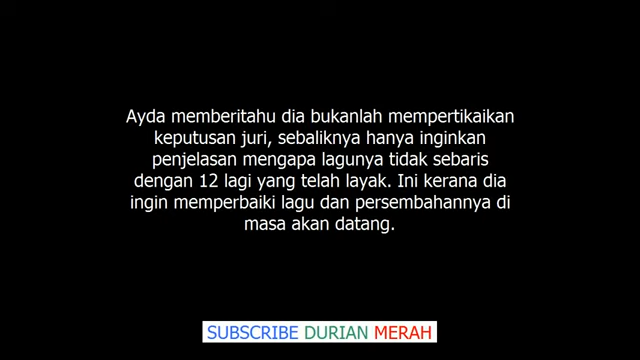 Ayda memberitahu dia bukanlah mempertikaikan
keputusan juri, sebaliknya hanya inginkan
penjelasan mengapa lagunya tidak sebaris
dengan 12 lagi yang telah layak. Ini kerana dia
ingin memperbaiki lagu dan persembahannya di
masa akan datang.
SUBSCRIBE DURIAN MERAH